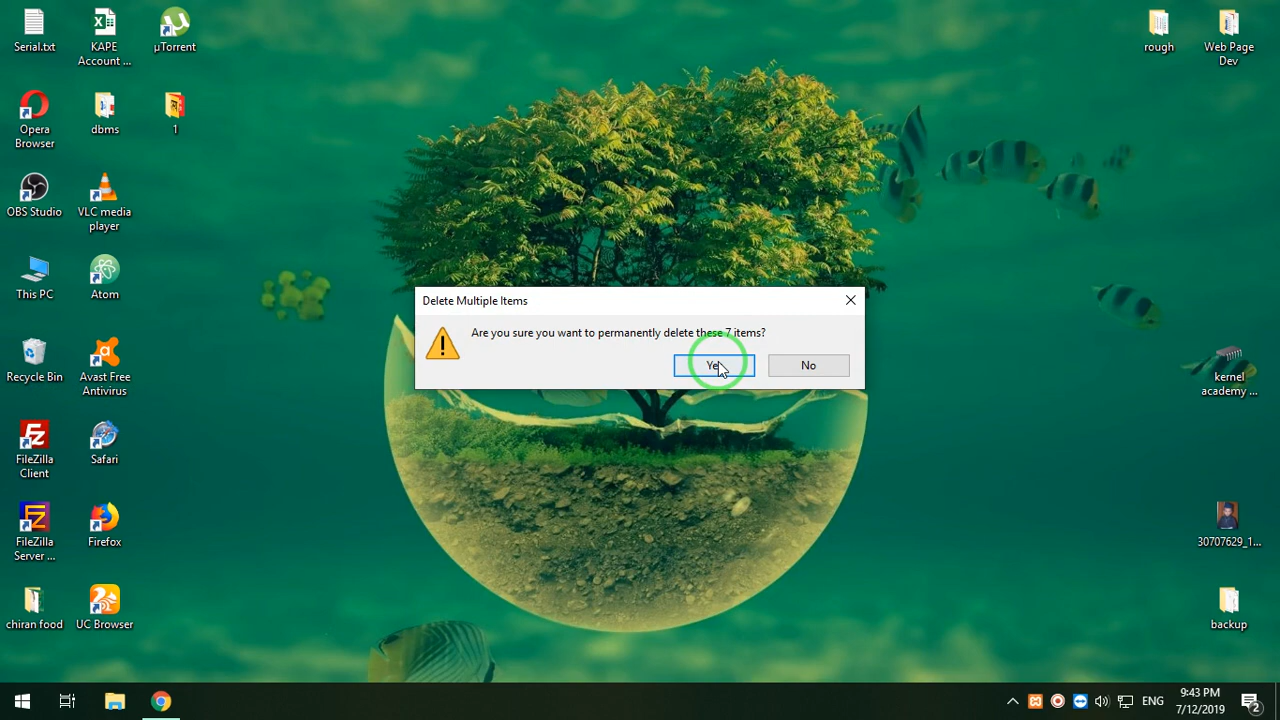 Serial.txt
KAPE
Account ...
µTorrent
rough
Web Page
Dev
Opera
Browser
dbms
1
OBS Studio
VLC media
player
This PC
Atom
Delete Multiple Items
Are you sure you want to permanently delete these 7 items?
No
Recycle Bin
Avast Free
Antivirus
kernel
academy ...
FileZilla
Client
Safari
FileZilla
Server ...
Firefox
30707629_1...
chiran food
UC Browser
backup
ENG
9:43 PM
7/12/2019
2